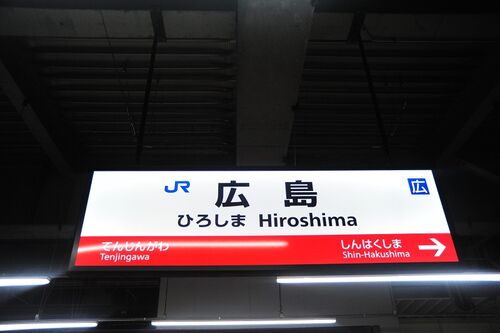 JR 広島 広
ひろしま Hiroshima
てんじんがわ しんはくしま
Tenjingawa Shin-Hakushima